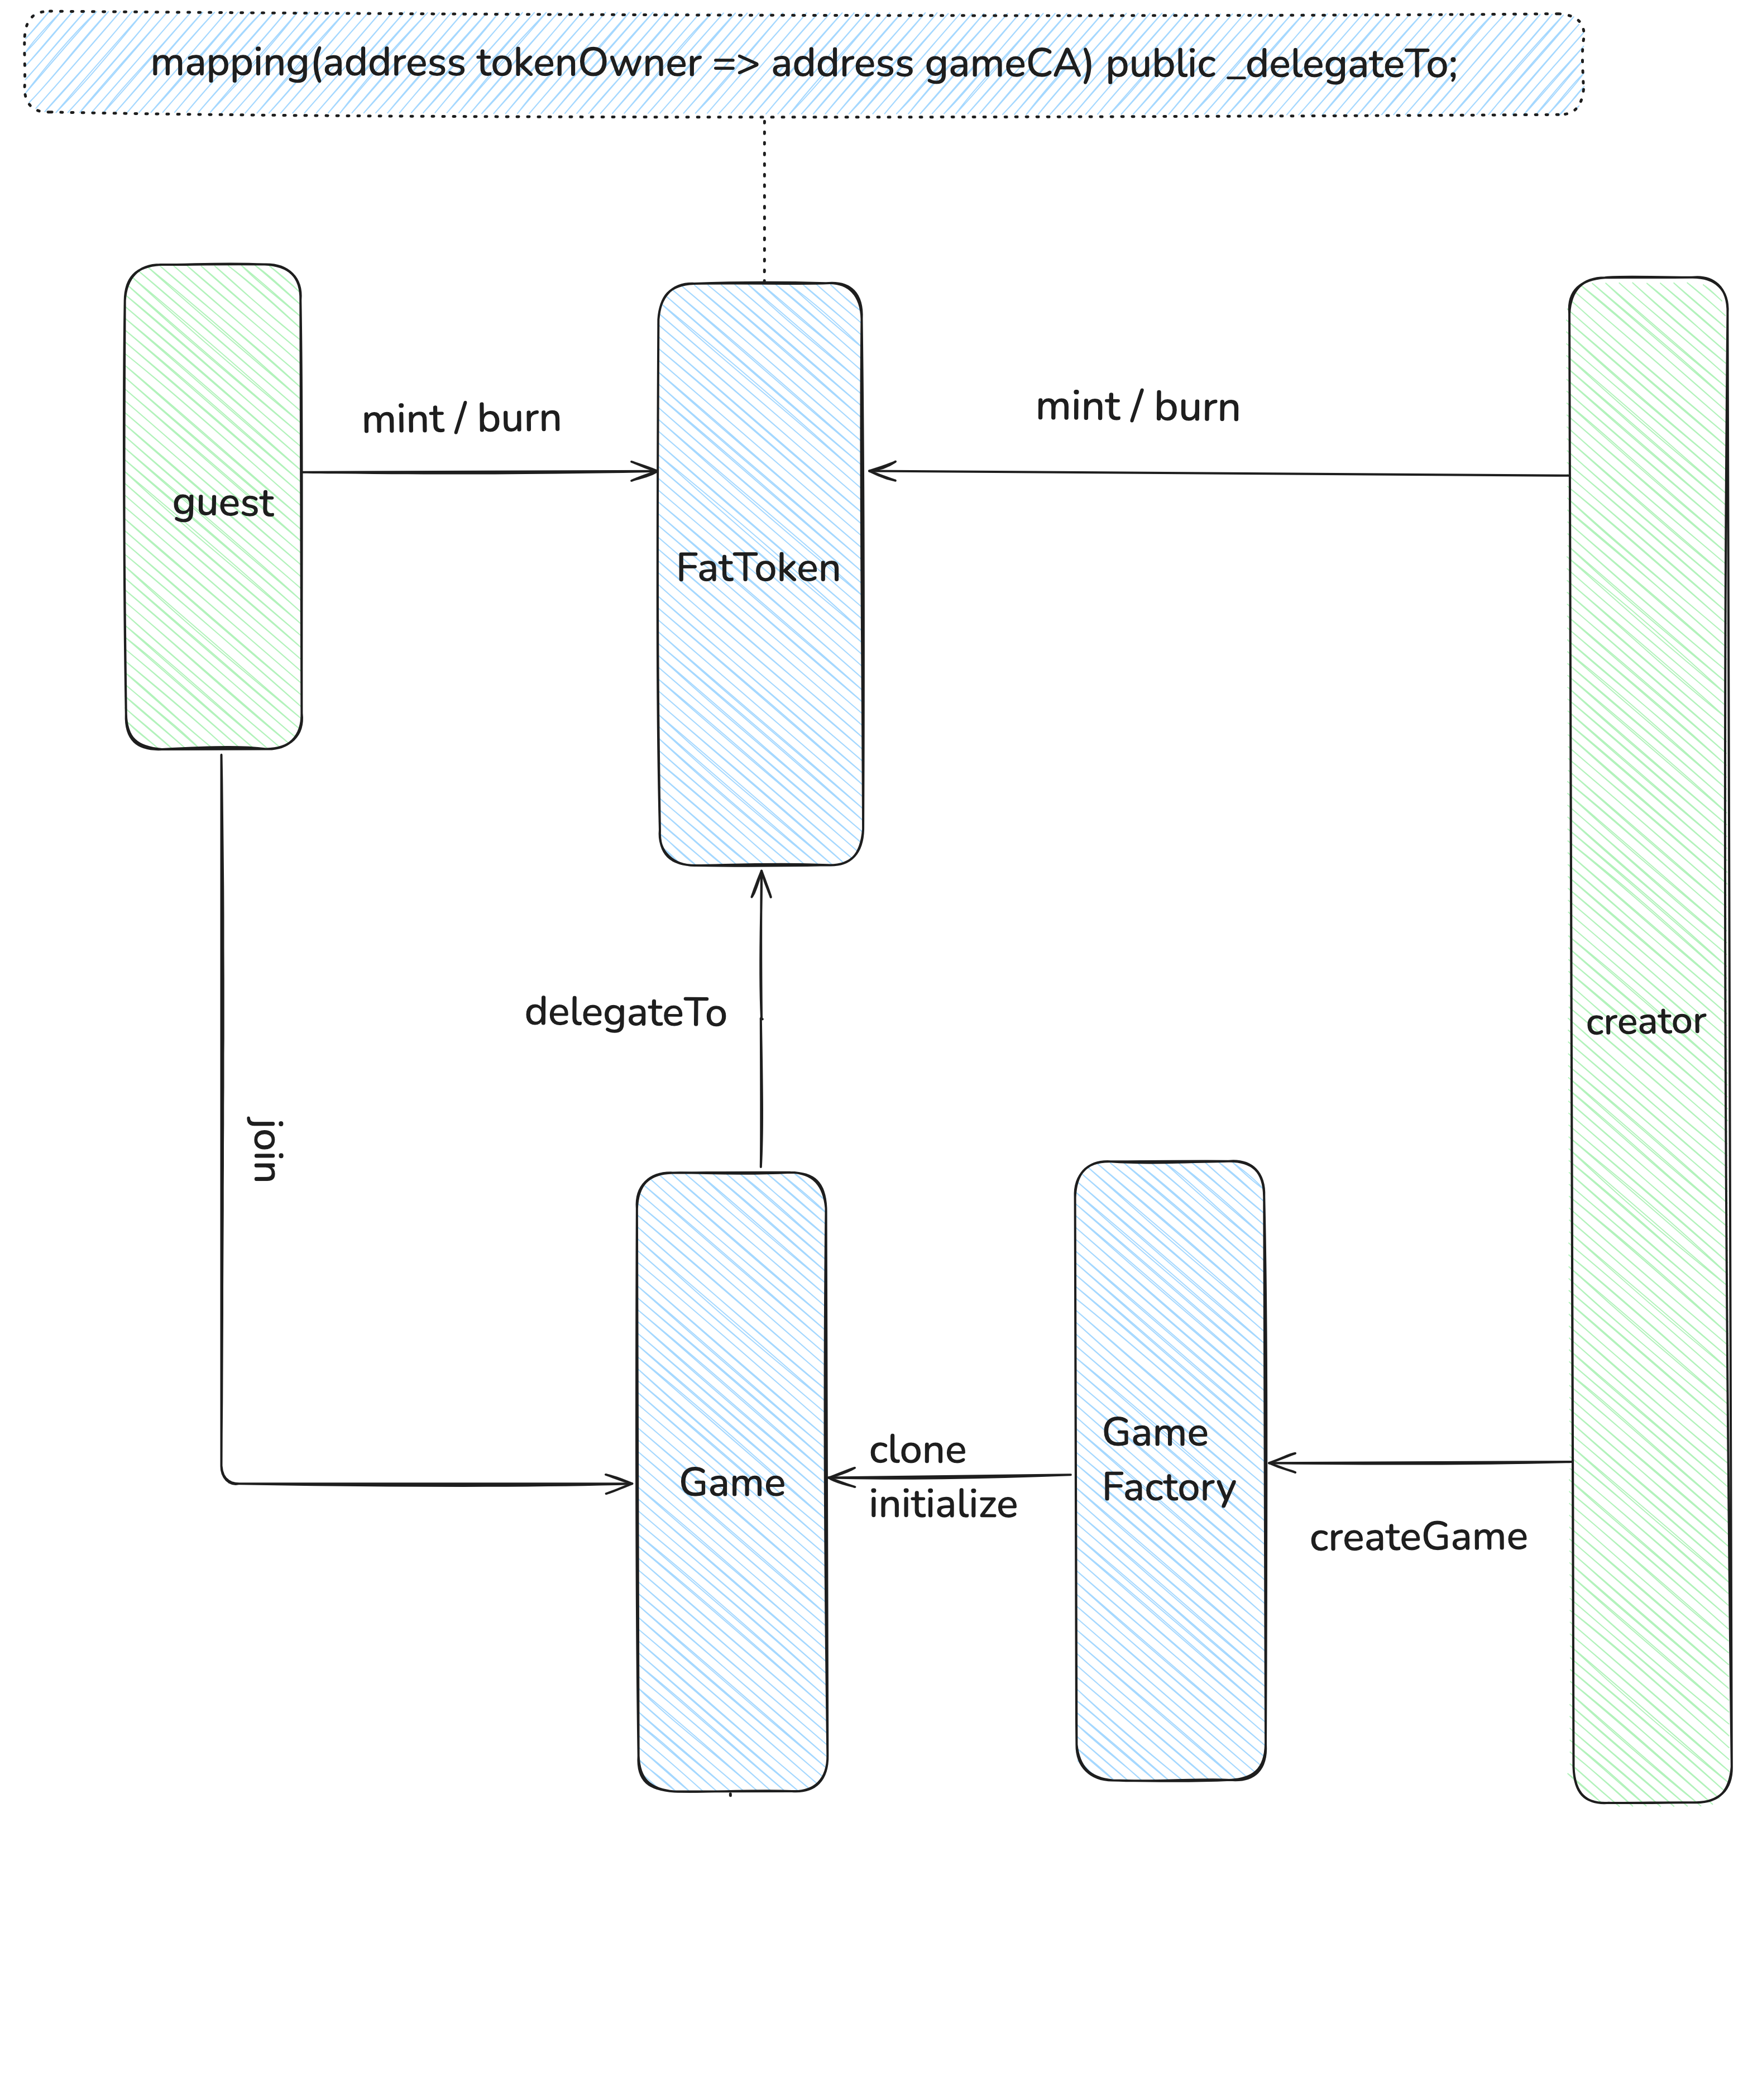 mapping(address tokenOwner => address gameCA) public _delegateTo;
mint / burn
mint / burn
guest
FatToken
delegateTo
creator
join
Game
Factory
clone
Game
initialize
createGame